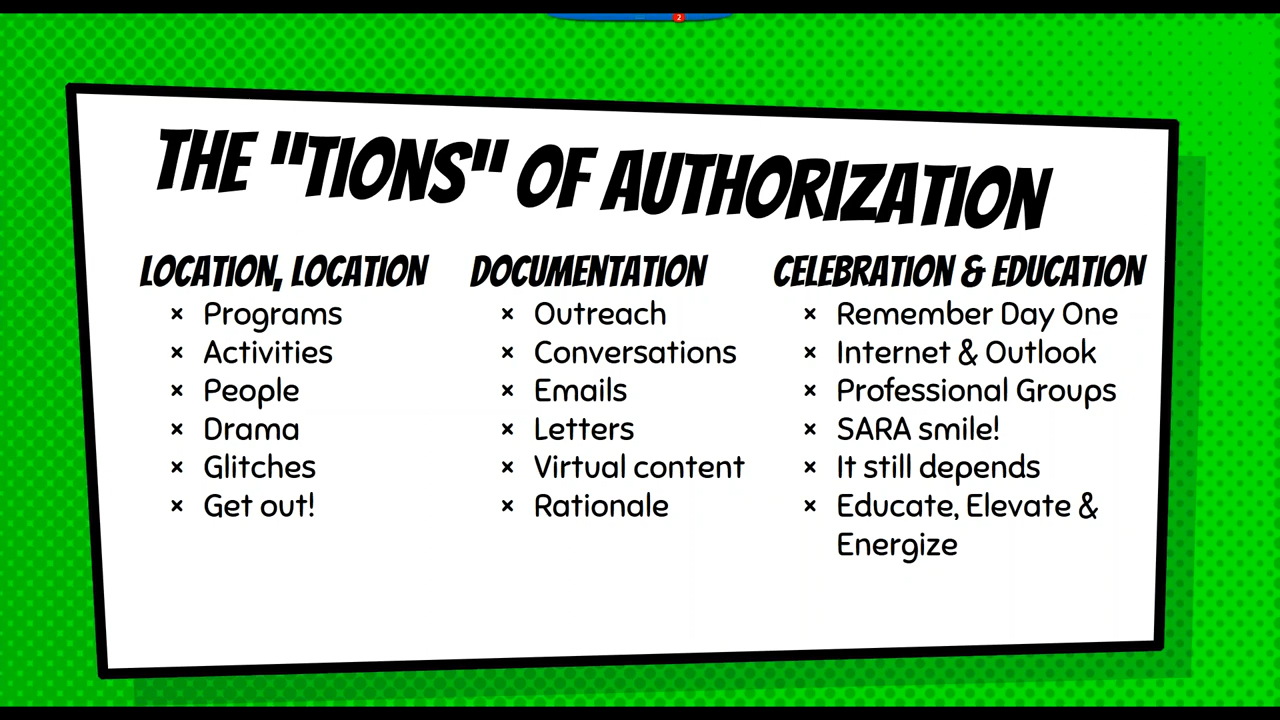 2
THE "TIONS" OF AUTHORIZATION
LOCATION, LOCATION
× Programs
× Activities
× People
× Drama
× Glitches
× Get out!
DOCUMENTATION
× Outreach
× Conversations
× Emails
× Letters
× Virtual content
× Rationale
CELEBRATION & EDUCATION
× Remember Day One
× Internet & Outlook
× Professional Groups
× SARA smile!
× It still depends
× Educate, Elevate &
Energize